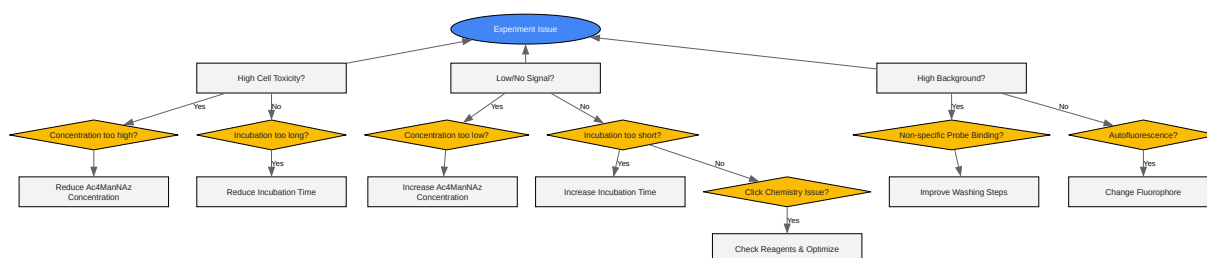 Experiment Issue
High Cell Toxicity?
Low/No Signal?
High Background?
Yes
No
Yes
No
Yes
No
Concentration too high?
Incubation too long?
Concentration too low?
Incubation too short?
Non-specific Probe Binding?
Autofluorescence?
Yes
Yes
No
Yes
Reduce Ac4ManNAz
Concentration
Reduce Incubation Time
Increase Ac4ManNAz
Concentration
Increase Incubation Time
Click Chemistry Issue?
Improve Washing Steps
Change Fluorophore
Yes
Check Reagents & Optimize